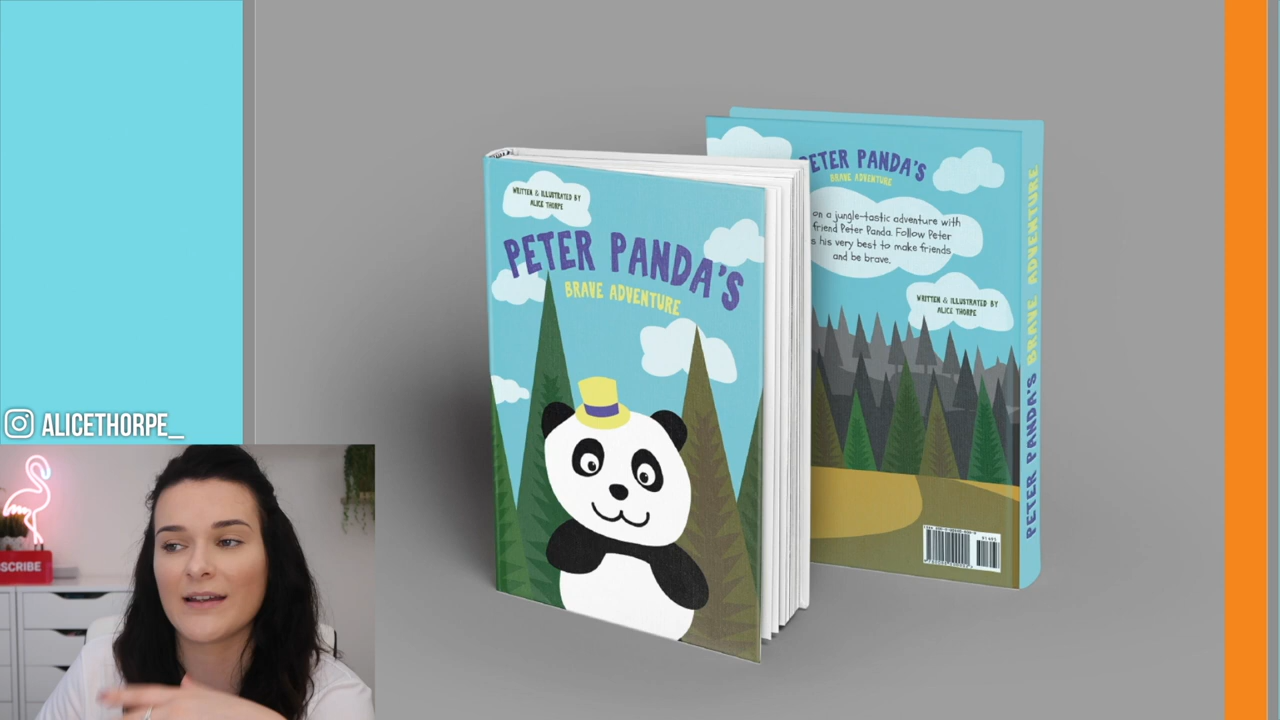 WRITTEN & ILLUSTRATED BY
ALICE THORPE
PETER PANDA'S
BRAVE ADVENTURE
PETER PANDA'S
BRAVE ADVENTURE
on a jungle-tastic adventure with
friend Peter Panda. Follow Peter
his very best to make friends
and be brave.
WRITTEN & ILLUSTRATED BY
ALICE THORPE
PETER PANDA'S BRAVE ADVENTURE
ALICETHORPE_
SCRIBE